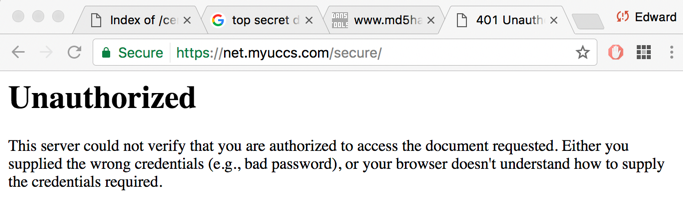 Index of /ce
top secret d
www.md5ha
401 Unauth
Edward
Secure https://net.myuccs.com/secure/
Unauthorized
This server could not verify that you are authorized to access the document requested. Either you
supplied the wrong credentials (e.g., bad password), or your browser doesn't understand how to supply
the credentials required.